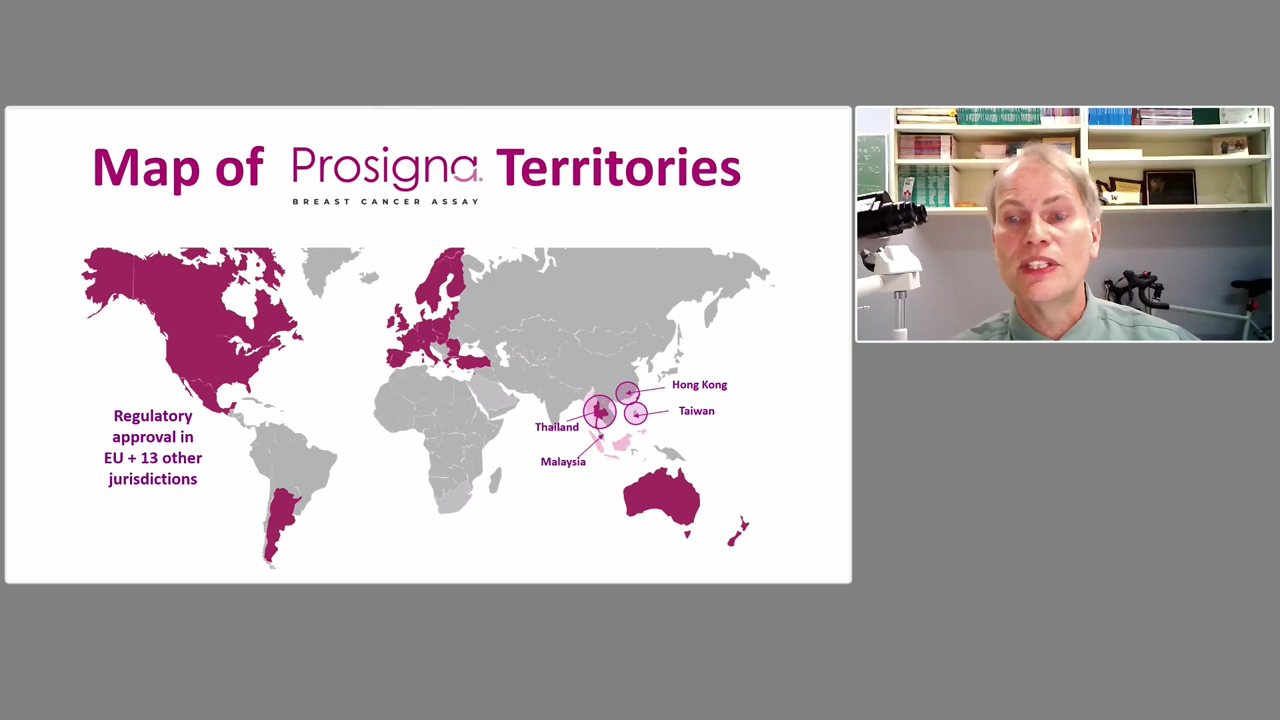 Map of Prosigna. Territories
BREAST CANCER ASSAY
Hong Kong
Taiwan
Thailand
Malaysia
Regulatory
approval in
EU + 13 other
jurisdictions